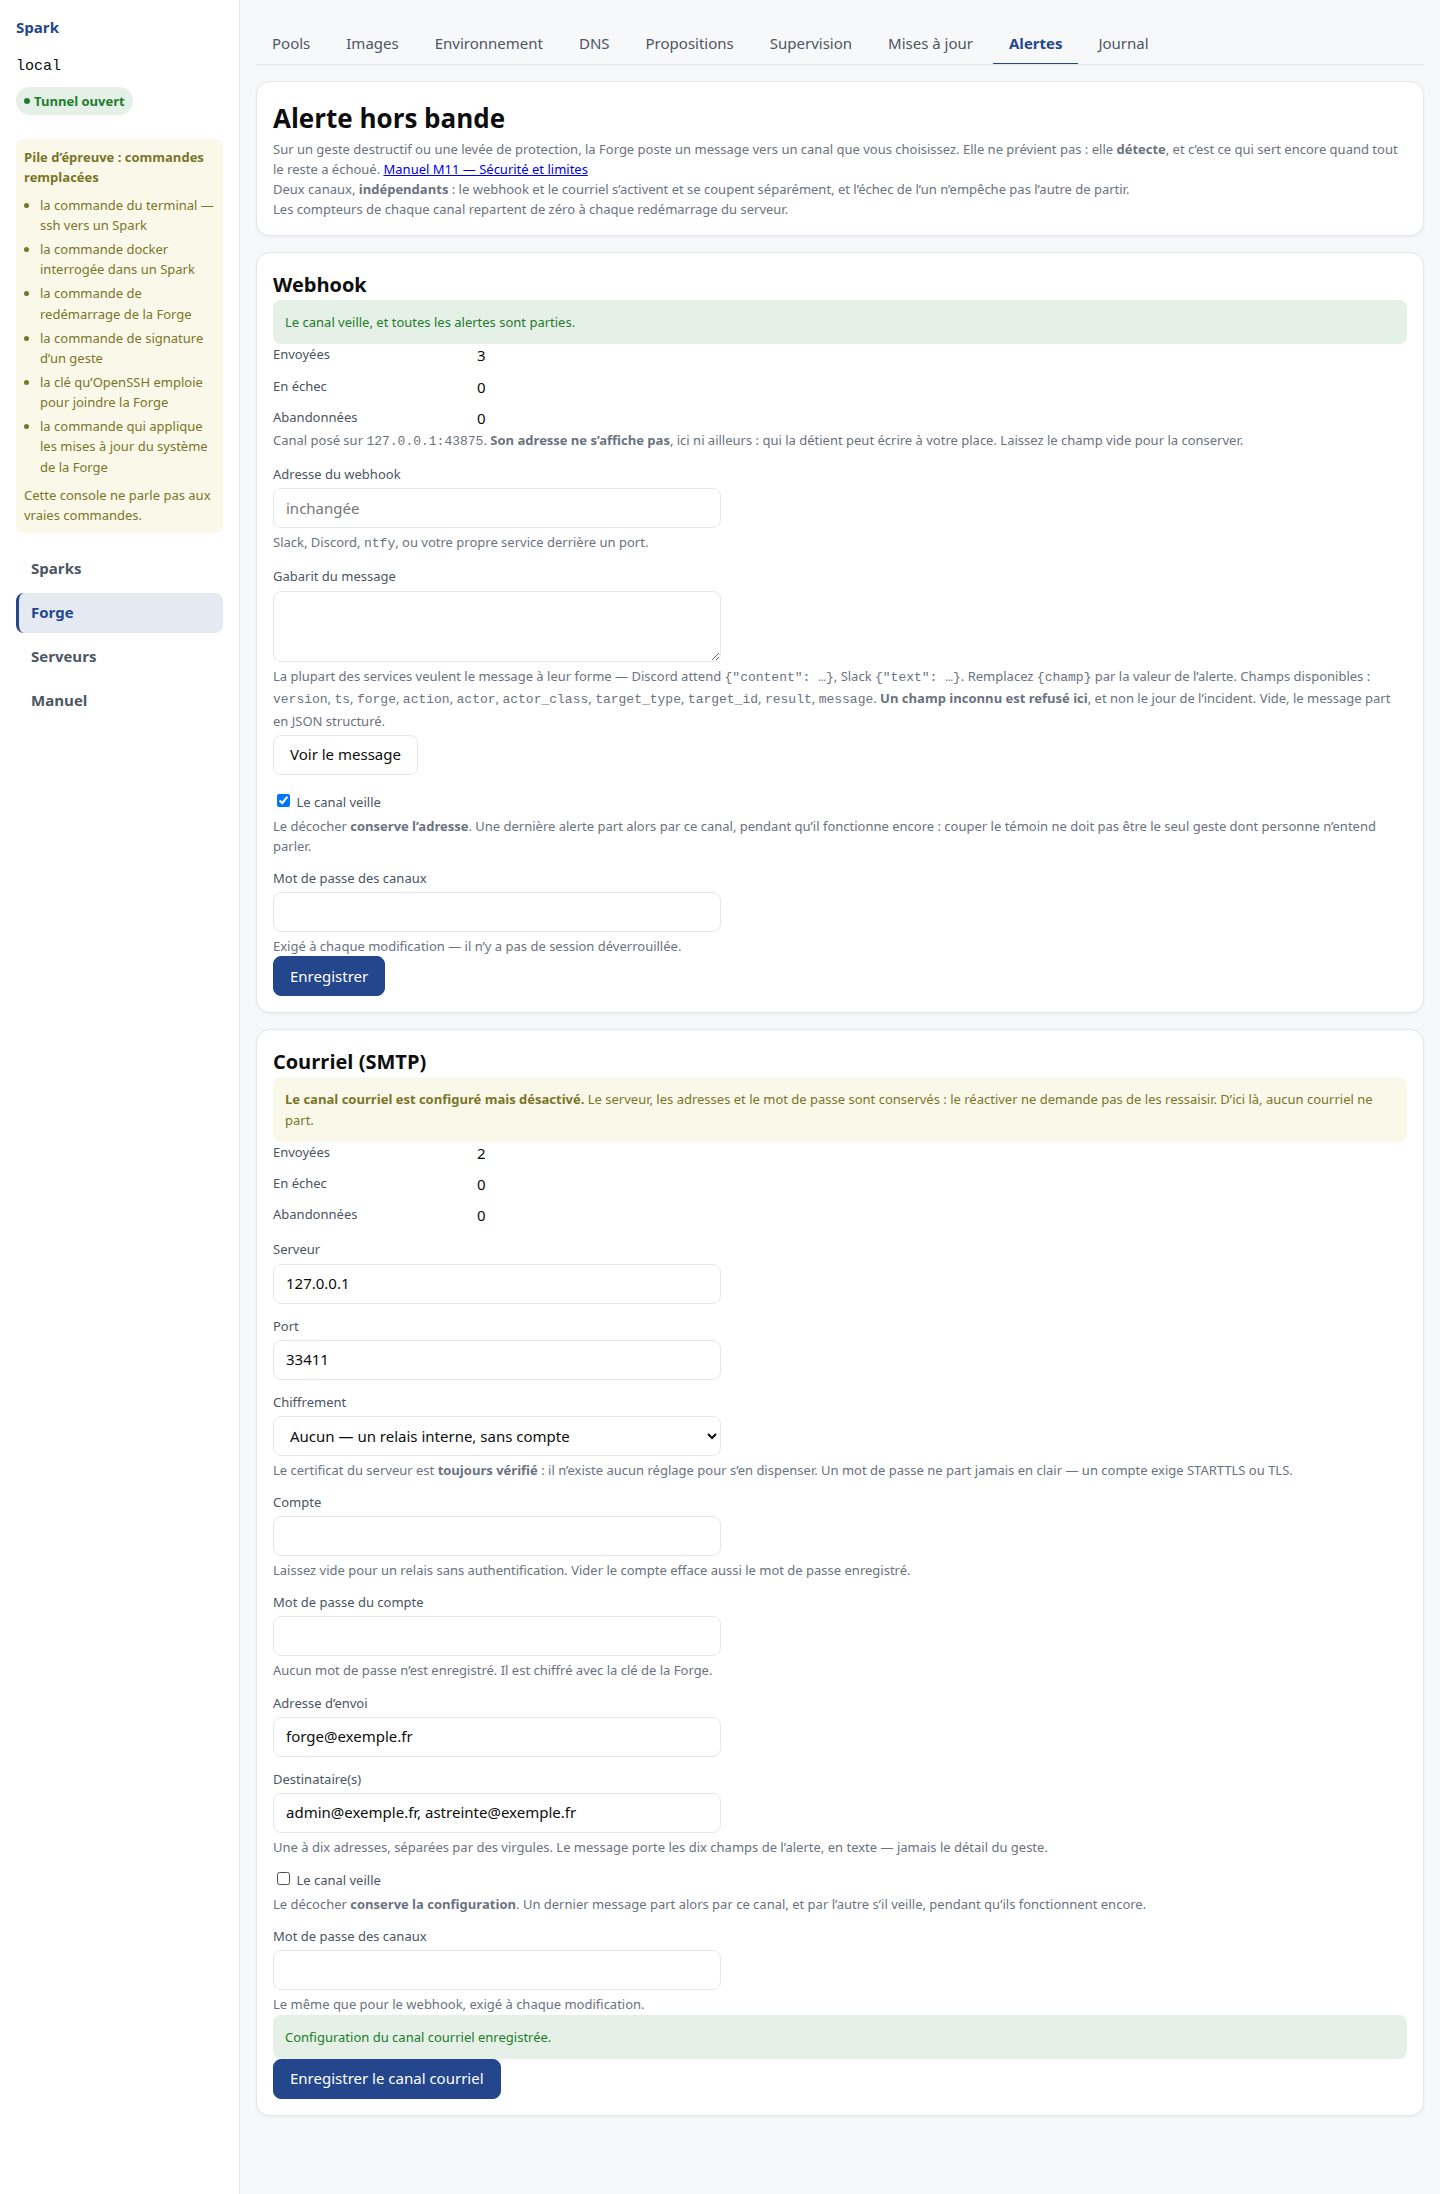 Spark
local
Tunnel ouvert
Pile d’épreuve : commandes
remplacées
la commande du terminal —
ssh vers un Spark
la commande docker
interrogée dans un Spark
la commande de
redémarrage de la Forge
la commande de signature
d’un geste
la clé qu’OpenSSH emploie
pour joindre la Forge
la commande qui applique
les mises à jour du système
de la Forge
Cette console ne parle pas aux
vraies commandes.
Sparks
Forge
Serveurs
Manuel
Pools Images Environnement DNS Propositions Supervision Mises à jour Alertes Journal
Alerte hors bande
Sur un geste destructif ou une levée de protection, la Forge poste un message vers un canal que vous choisissez. Elle ne prévient pas : elle détecte, et c’est ce qui sert encore quand tout
le reste a échoué. Manuel M11 — Sécurité et limites
Deux canaux, indépendants : le webhook et le courriel s’activent et se coupent séparément, et l’échec de l’un n’empêche pas l’autre de partir.
Les compteurs de chaque canal repartent de zéro à chaque redémarrage du serveur.
Webhook
Le canal veille, et toutes les alertes sont parties.
Envoyées 3
En échec 0
Abandonnées 0
Canal posé sur 127.0.0.1:43875. Son adresse ne s’affiche pas, ici ni ailleurs : qui la détient peut écrire à votre place. Laissez le champ vide pour la conserver.
Adresse du webhook
inchangée
Slack, Discord, ntfy, ou votre propre service derrière un port.
Gabarit du message
La plupart des services veulent le message à leur forme — Discord attend {"content": …}, Slack {"text": …}. Remplacez {champ} par la valeur de l’alerte. Champs disponibles :
version, ts, forge, action, actor, actor_class, target_type, target_id, result, message. Un champ inconnu est refusé ici, et non le jour de l’incident. Vide, le message part
en JSON structuré.
Voir le message
Le canal veille
Le décocher conserve l’adresse. Une dernière alerte part alors par ce canal, pendant qu’il fonctionne encore : couper le témoin ne doit pas être le seul geste dont personne n’entend
parler.
Mot de passe des canaux
Exigé à chaque modification — il n’y a pas de session déverrouillée.
Enregistrer
Courriel (SMTP)
Le canal courriel est configuré mais désactivé. Le serveur, les adresses et le mot de passe sont conservés : le réactiver ne demande pas de les ressaisir. D’ici là, aucun courriel ne
part.
Envoyées 2
En échec 0
Abandonnées 0
Serveur
127.0.0.1
Port
33411
Chiffrement
Aucun — un relais interne, sans compte
Le certificat du serveur est toujours vérifié : il n’existe aucun réglage pour s’en dispenser. Un mot de passe ne part jamais en clair — un compte exige STARTTLS ou TLS.
Compte
Laissez vide pour un relais sans authentification. Vider le compte efface aussi le mot de passe enregistré.
Mot de passe du compte
Aucun mot de passe n’est enregistré. Il est chiffré avec la clé de la Forge.
Adresse d’envoi
forge@exemple.fr
Destinataire(s)
admin@exemple.fr, astreinte@exemple.fr
Une à dix adresses, séparées par des virgules. Le message porte les dix champs de l’alerte, en texte — jamais le détail du geste.
Le canal veille
Le décocher conserve la configuration. Un dernier message part alors par ce canal, et par l’autre s’il veille, pendant qu’ils fonctionnent encore.
Mot de passe des canaux
Le même que pour le webhook, exigé à chaque modification.
Configuration du canal courriel enregistrée.
Enregistrer le canal courriel